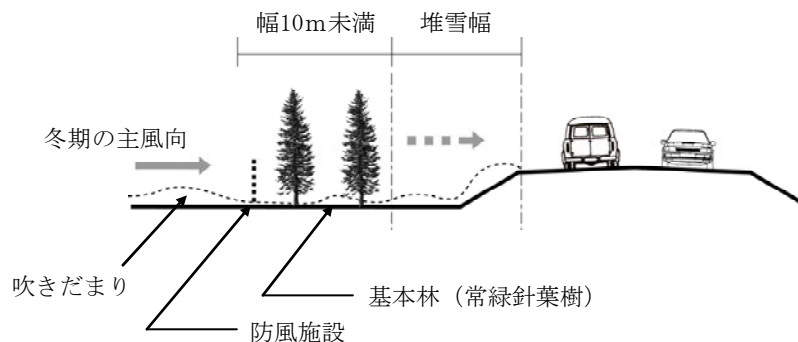 幅10m未満
堆雪幅
冬期の主風向
吹きだまり
基本林（常緑針葉樹）
防風施設